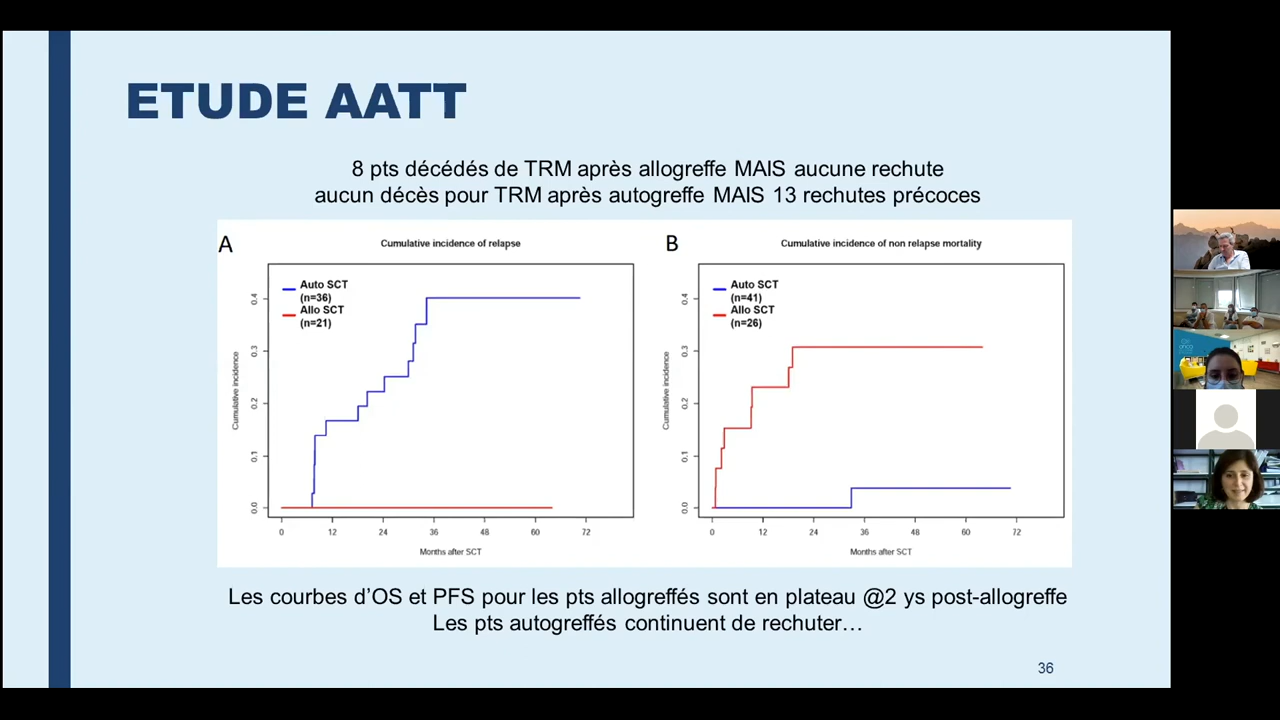 ETUDE AATT
8 pts décédés de TRM après allogreffe MAIS aucune rechute
aucun décès pour TRM après autogreffe MAIS 13 rechutes précoces
A
Cumulative incidence of relapse
Auto SCT
(n=36)
Allo SCT
(n=21)
Cumulative incidence
0.4
0.3
0.2
0.1
0.0
0 12 24 36 48 60 72
Months after SCT
B
Cumulative incidence of non relapse mortality
Auto SCT
(n=41)
Allo SCT
(n=26)
Cumulative incidence
0.4
0.3
0.2
0.1
0.0
0 12 24 36 48 60 72
Months after SCT
Les courbes d'OS et PFS pour les pts allogreffés sont en plateau @2 ys post-allogreffe
Les pts autogreffés continuent de rechuter…
36